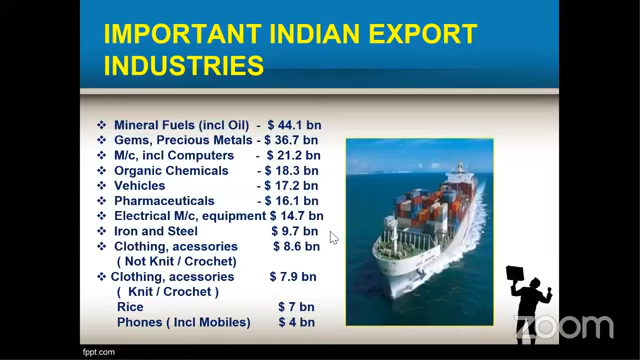 IMPORTANT INDIAN EXPORT
INDUSTRIES
❖ Mineral Fuels (incl Oil) - $ 44.1 bn
❖ Gems, Precious Metals - $ 36.7 bn
❖ M/c, incl Computers - $ 21.2 bn
❖ Organic Chemicals - $ 18.3 bn
❖ Vehicles - $ 17.2 bn
❖ Pharmaceuticals - $ 16.1 bn
❖ Electrical M/c, equipment $ 14.7 bn
❖ Iron and Steel $ 9.7 bn
❖ Clothing, acessories $ 8.6 bn
( Not Knit / Crochet)
❖ Clothing, acessories $ 7.9 bn
( Knit / Crochet )
Rice $ 7 bn
Phones ( Incl Mobiles) $ 4 bn
zoom
fppt.com